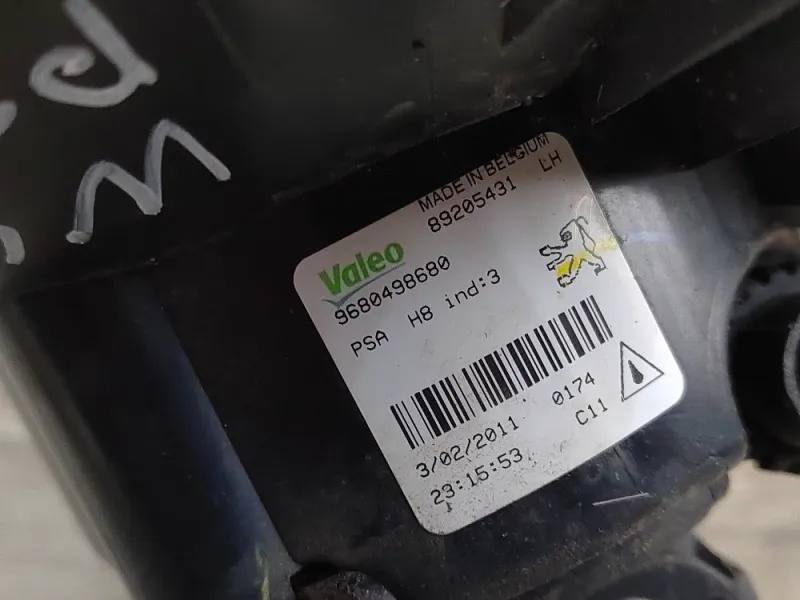 MADE IN BELGIUM
89205431 LH
Valeo
9680498680
PSA H8 ind:3
3/02/2011 0174
23:15:53 C11